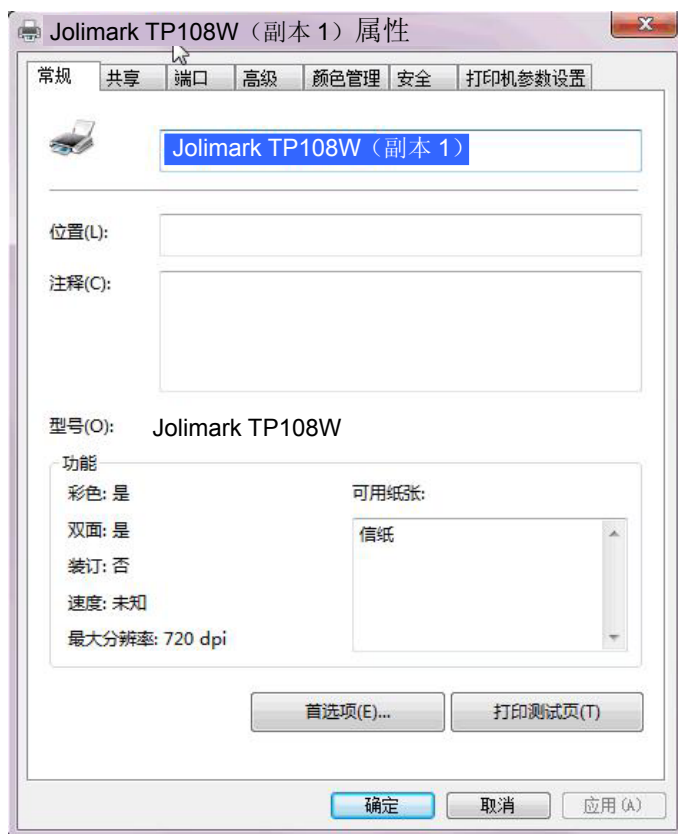 Jolimark TP108W（副本 1）属性
常规 共享 端口 高级 颜色管理 安全 打印机参数设置
Jolimark TP108W（副本 1）
位置(L):
注释(C):
型号(O): Jolimark TP108W
功能
彩色: 是 可用纸张:
双面: 是 信纸
装订: 否
速度: 未知
最大分辨率: 720 dpi
首选项(E)... 打印测试页(T)
确定 取消 应用(A)